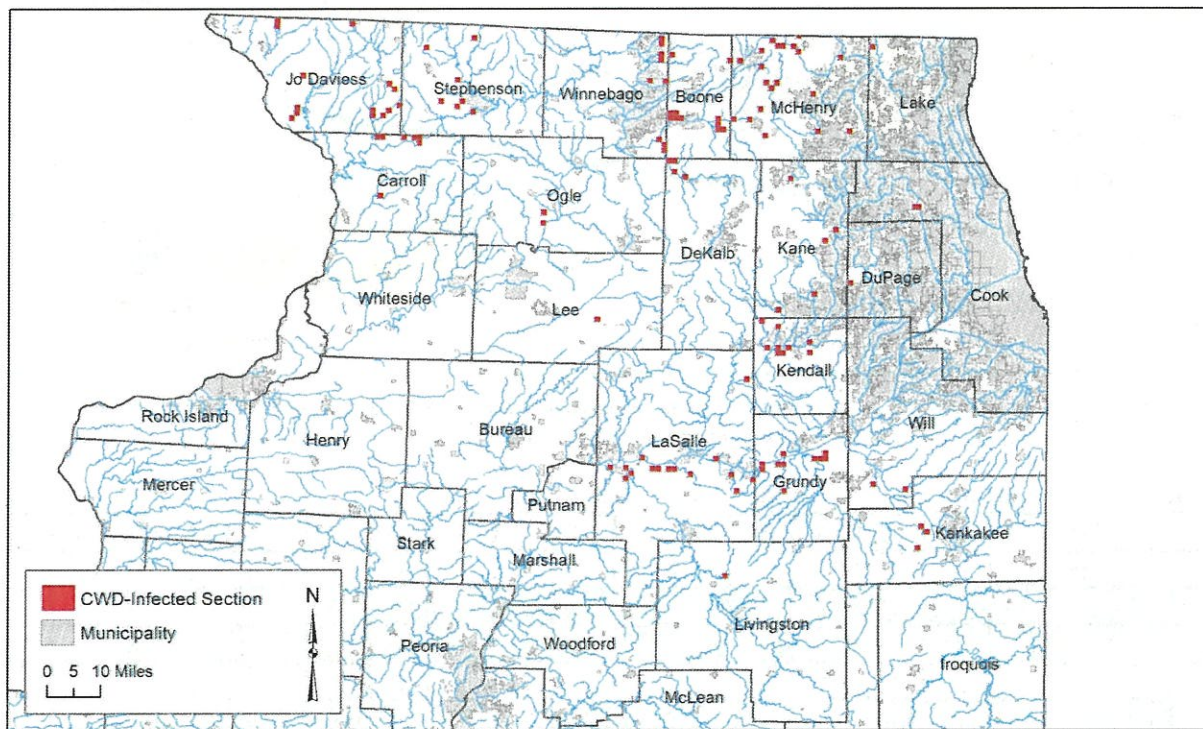 Jo Daviess
Stephenson
Winnebago
Boone
McHenry
Lake
Carroll
Ogle
DeKalb
Kane
DuPage
Cook
Whiteside
Lee
Kendall
Will
Rock Island
Henry
Bureau
LaSalle
Grundy
Mercer
Putnam
Kankakee
Stark
Marshall
Peoria
Woodford
Livingston
Iroquois
McLean
CWD-Infected Section
Municipality
0 5 10 Miles
N